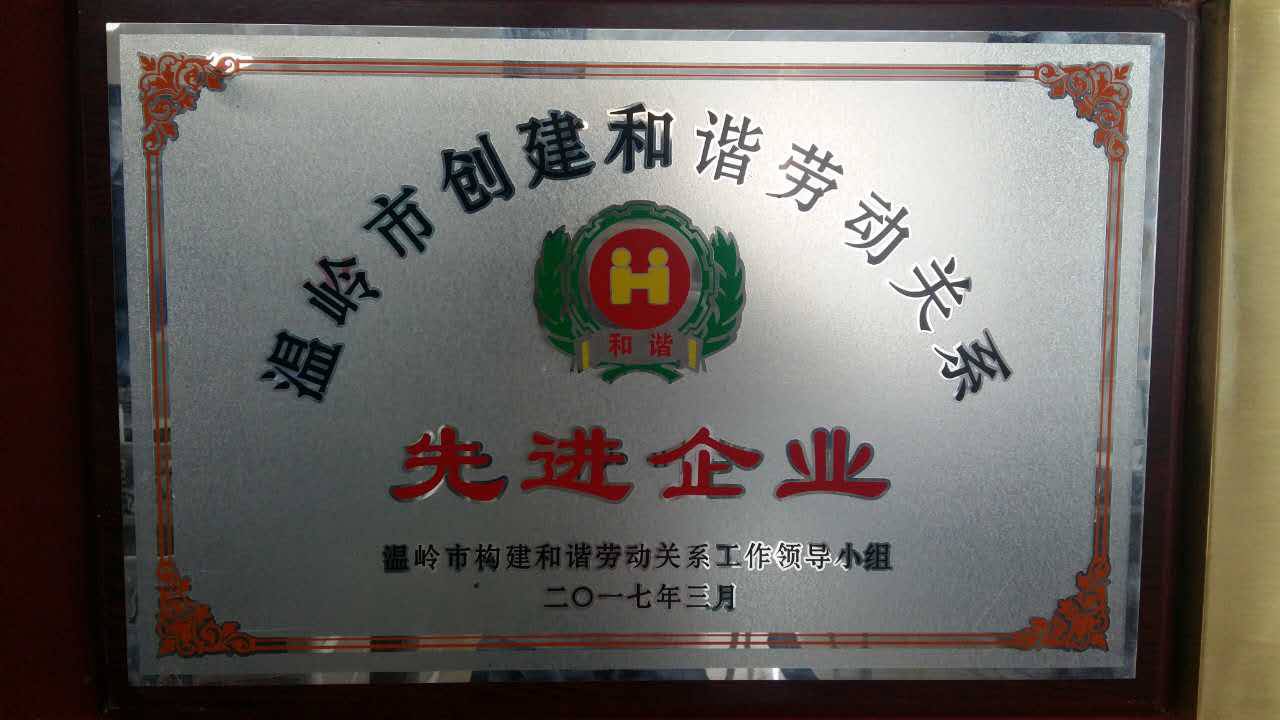 温岭市创建和谐劳动关系
和谐
先进企业
温岭市构建和谐劳动关系工作领导小组
二〇一七年三月